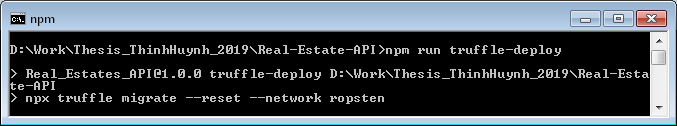 npm
D:\Work\Thesis_ThinhHuynh_2019\Real-Estate-API>npm run truffle-deploy
> Real_Estates_API@1.0.0 truffle-deploy D:\Work\Thesis_ThinhHuynh_2019\Real-Esta
te-API
> npx truffle migrate --reset --network ropsten